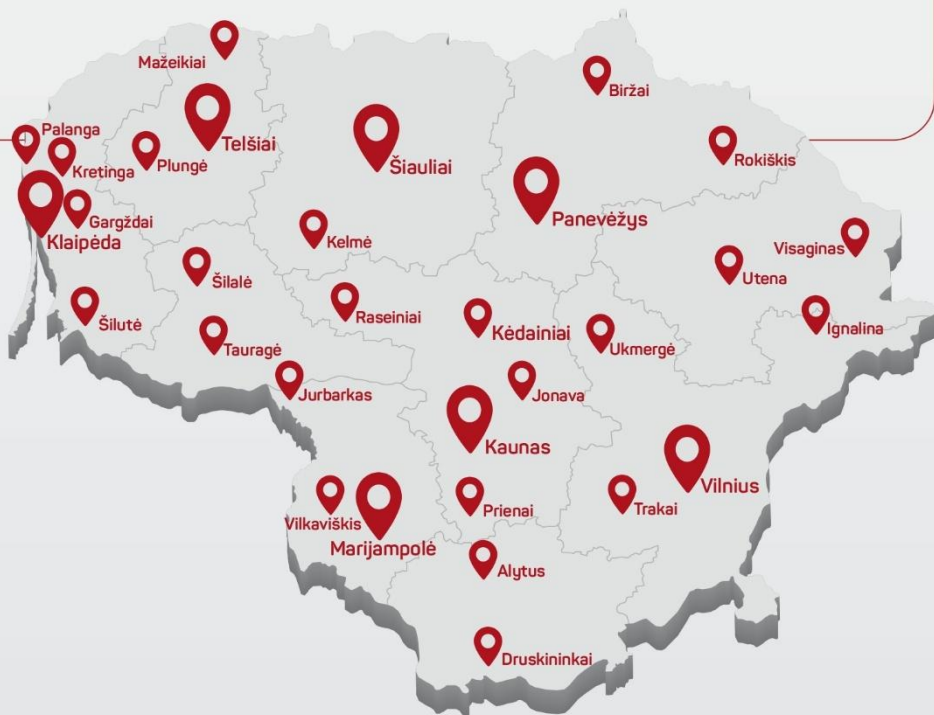 Mažeikiai
Biržai
Telšiai
Palanga
Kretinga
Plungė
Šiauliai
Rokiškis
Panevėžys
Gargždai
Klaipėda
Kelmė
Visaginas
Utena
Šilalė
Šilutė
Raseiniai
Kėdainiai
Ukmergė
Ignalina
Tauragė
Jurbarkas
Jonava
Kaunas
Vilnius
Vilkaviškis
Prienai
Trakai
Marijampolė
Alytus
Druskininkai